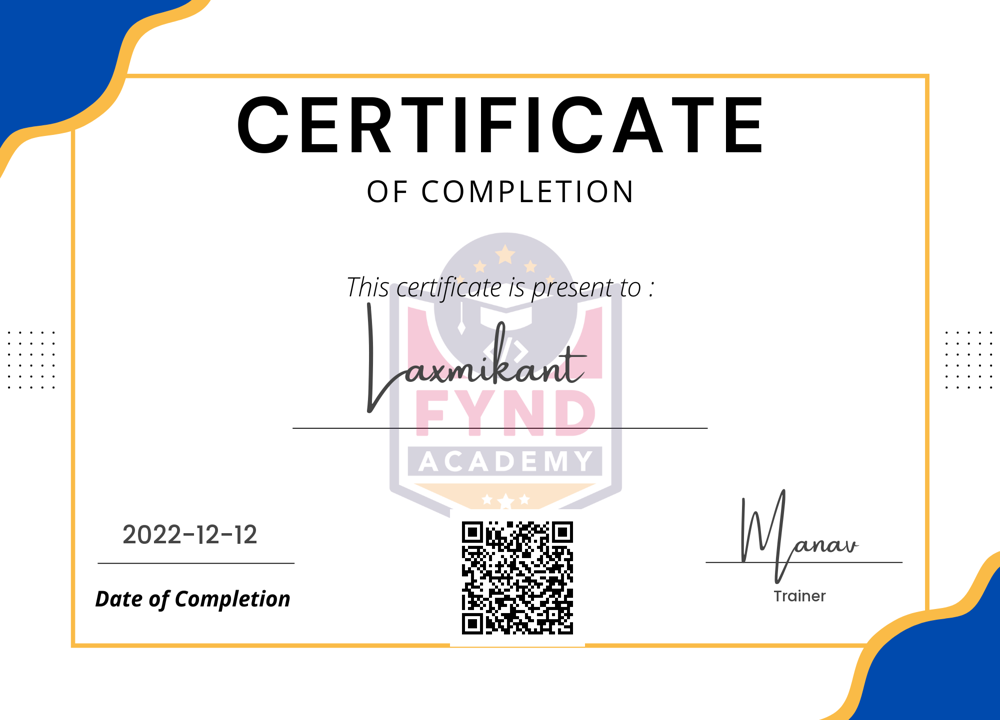 CERTIFICATE
OF COMPLETION
This certificate is present to :
Laxmikant
FYND
ACADEMY
2022-12-12
Date of Completion
Manav
Trainer